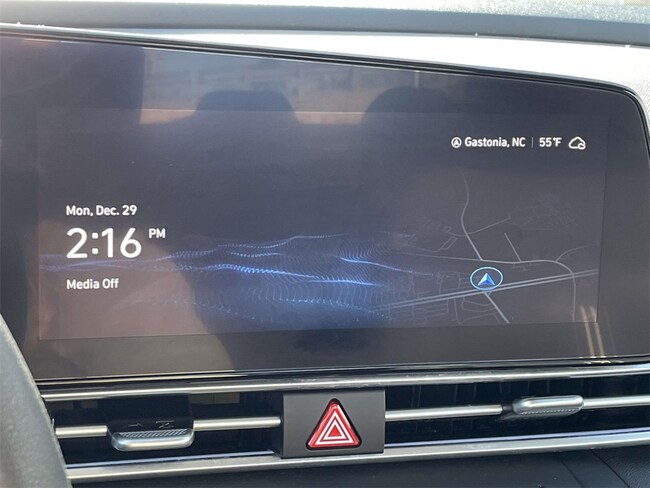 Gastonia, NC 55°F
Mon, Dec. 29
2:16 PM
Media Off